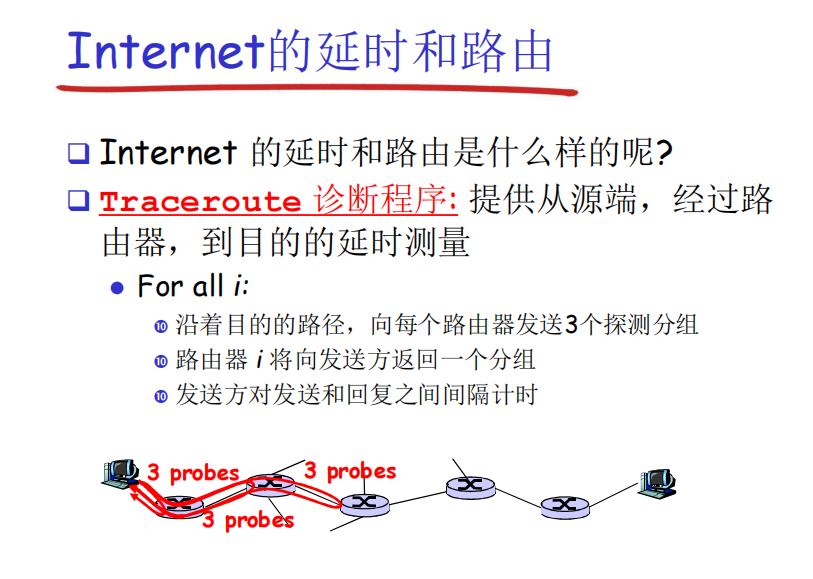 Internet的延时和路由
Internet 的延时和路由是什么样的呢?
Traceroute 诊断程序: 提供从源端，经过路
由器，到目的的延时测量
For all i:
❿ 沿着目的的路径，向每个路由器发送3个探测分组
❿ 路由器 i 将向发送方返回一个分组
❿ 发送方对发送和回复之间间隔计时
3 probes
3 probes
3 probes